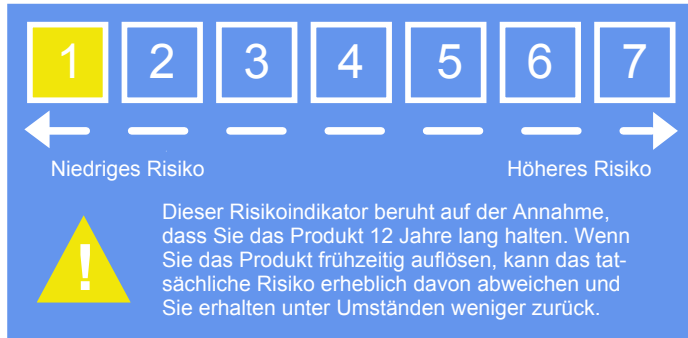 1 2 3 4 5 6 7
Niedriges Risiko Höheres Risiko
Dieser Risikoindikator beruht auf der Annahme,
dass Sie das Produkt 12 Jahre lang halten. Wenn
Sie das Produkt frühzeitig auflösen, kann das tat-
sächliche Risiko erheblich davon abweichen und
Sie erhalten unter Umständen weniger zurück.
!